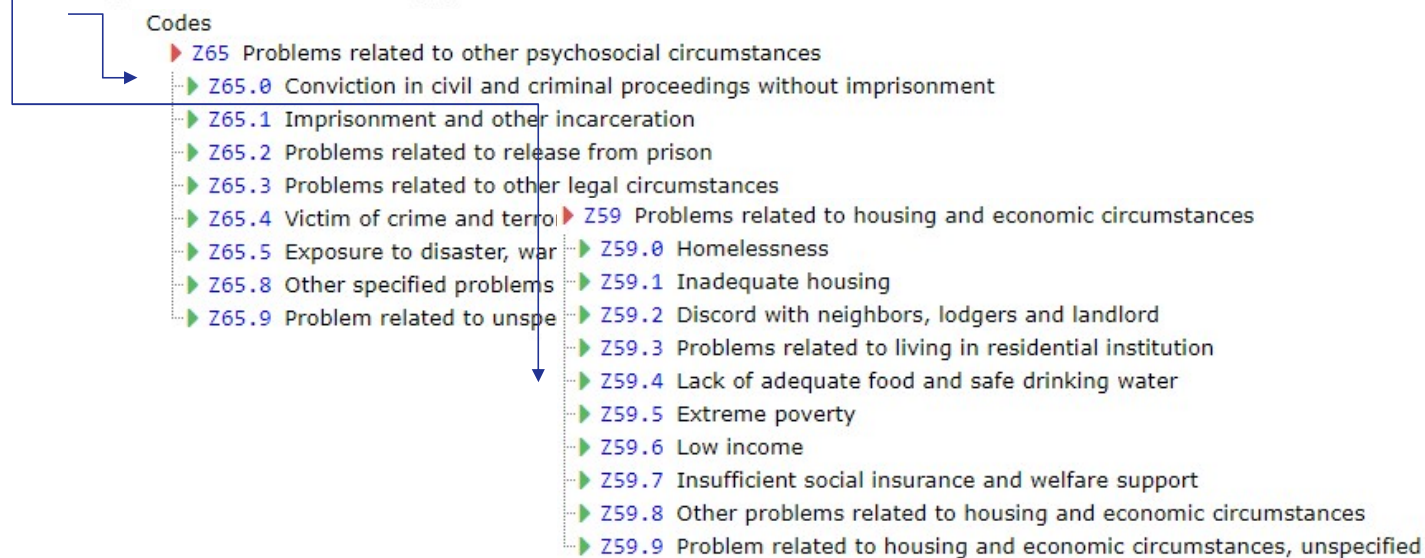 Codes
Z65 Problems related to other psychosocial circumstances
Z65.0 Conviction in civil and criminal proceedings without imprisonment
Z65.1 Imprisonment and other incarceration
Z65.2 Problems related to release from prison
Z65.3 Problems related to other legal circumstances
Z65.4 Victim of crime and
Z65.5 Exposure to disaster, war
Z65.8 Other specified problems
Z65.9 Problem related to
Z59 Problems related to housing and economic circumstances
Z59.0 Homelessness
Z59.1 Inadequate housing
Z59.2 Discord with neighbors, lodgers and landlord
Z59.3 Problems related to living in residential institution
Z59.4 Lack of adequate food and safe drinking water
Z59.5 Extreme poverty
Z59.6 Low income
Z59.7 Insufficient social insurance and welfare support
Z59.8 Other problems related to housing and economic circumstances
Z59.9 Problem related to housing and economic circumstances, unspecified